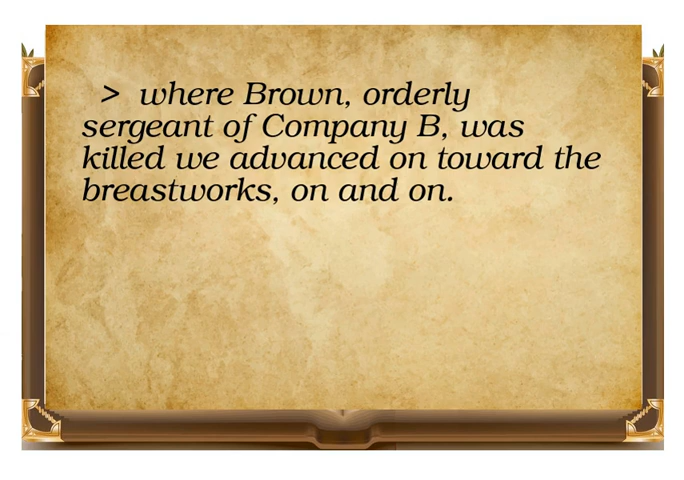 > where Brown, orderly
sergeant of Company B, was
killed we advanced on toward the
breastworks, on and on.